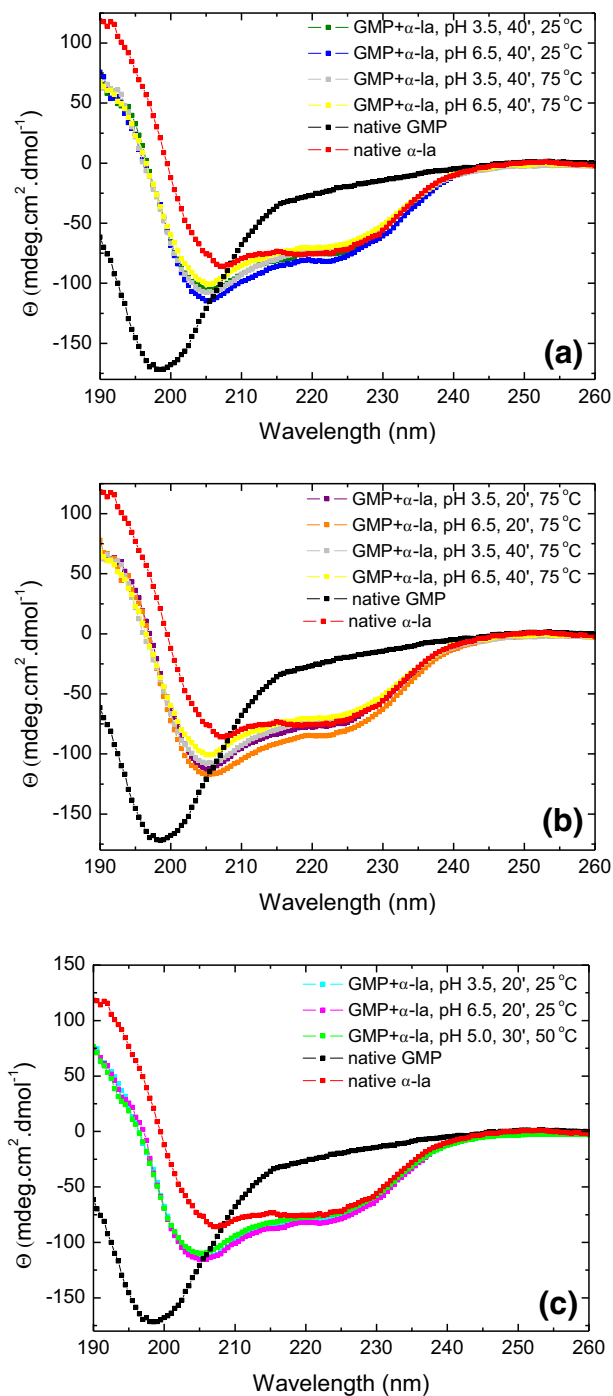 GMP+α-la, pH 3.5, 40', 25°C
GMP+α-la, pH 6.5, 40', 25°C
GMP+α-la, pH 3.5, 40', 75°C
GMP+α-la, pH 6.5, 40', 75°C
native GMP
native α-la
100
50
0
-50
-100
-150
Θ (mdeg.cm².dmol⁻¹)
(a)
190 200 210 220 230 240 250 260
Wavelength (nm)
GMP+α-la, pH 3.5, 20', 75°C
GMP+α-la, pH 6.5, 20', 75°C
GMP+α-la, pH 3.5, 40', 75°C
GMP+α-la, pH 6.5, 40', 75°C
native GMP
native α-la
100
50
0
-50
-100
-150
Θ (mdeg.cm².dmol⁻¹)
(b)
190 200 210 220 230 240 250 260
Wavelength (nm)
GMP+α-la, pH 3.5, 20', 25°C
GMP+α-la, pH 6.5, 20', 25°C
GMP+α-la, pH 5.0, 30', 50°C
native GMP
native α-la
150
100
50
0
-50
-100
-150
Θ (mdeg.cm².dmol⁻¹)
(c)
190 200 210 220 230 240 250 260
Wavelength (nm)